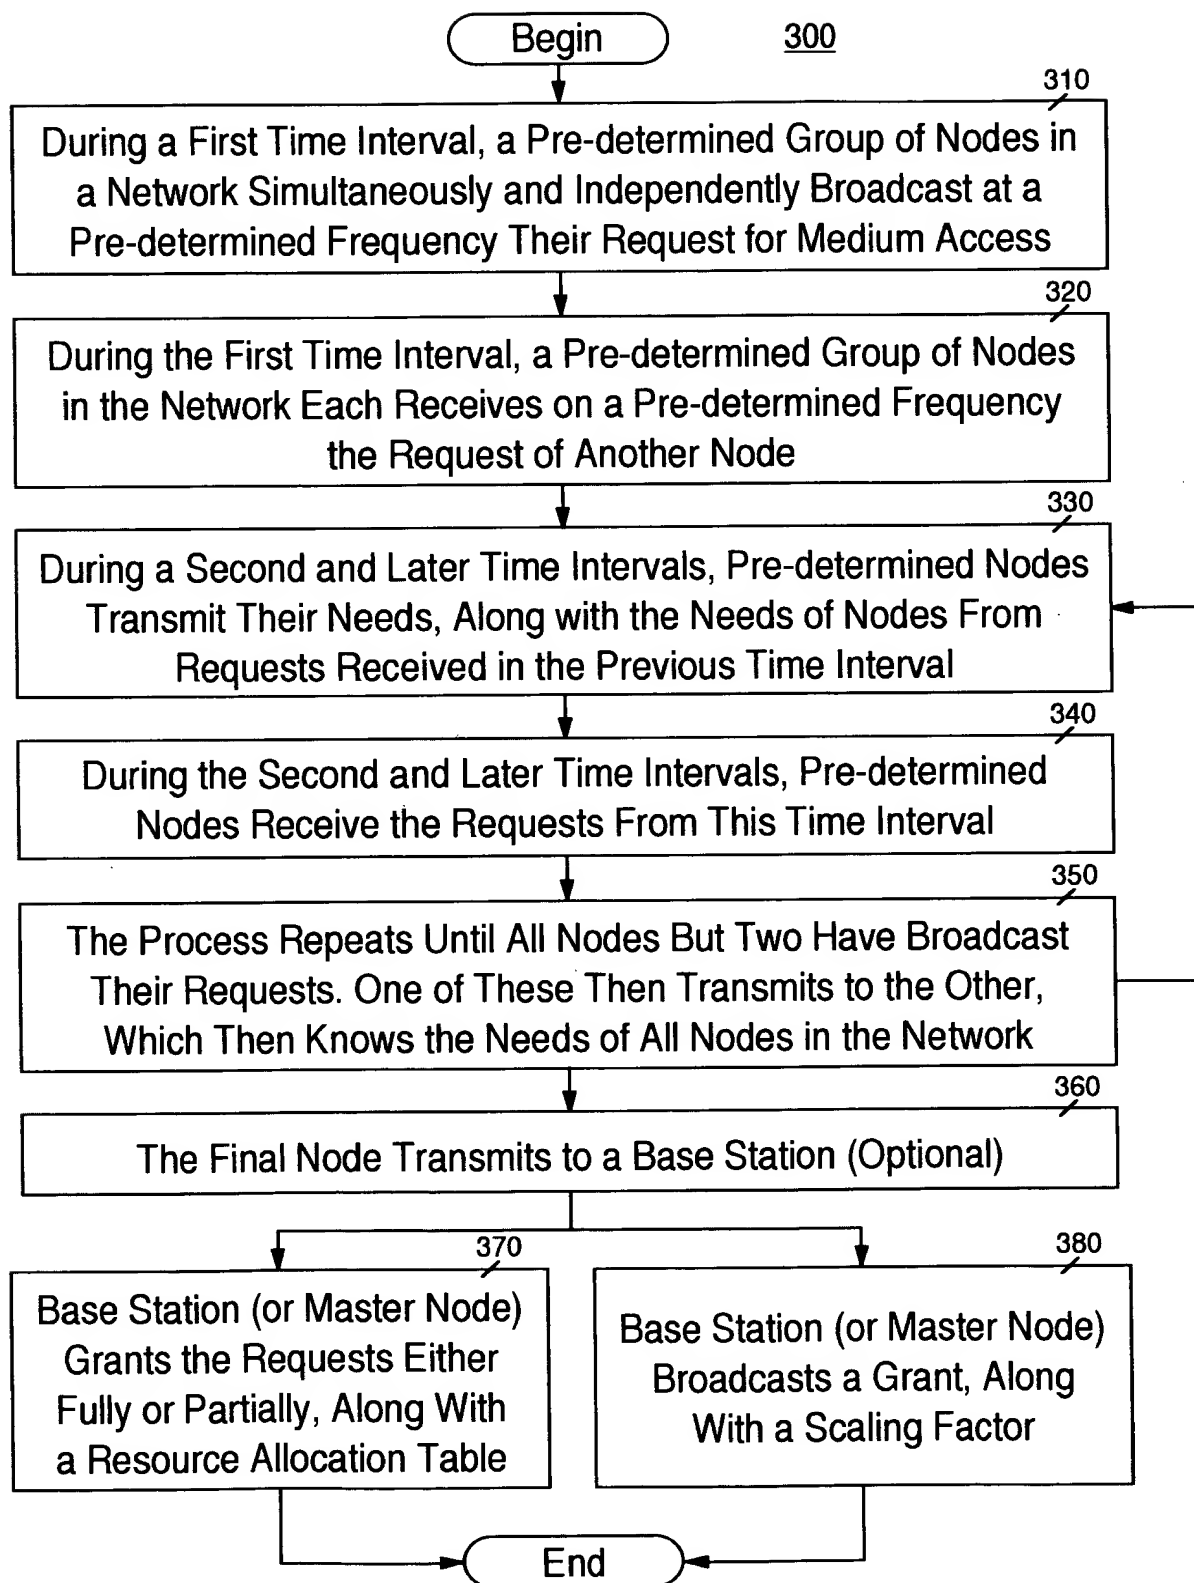 Begin
300
310
During a First Time Interval, a Pre-determined Group of Nodes in
a Network Simultaneously and Independently Broadcast at a
Pre-determined Frequency Their Request for Medium Access
320
During the First Time Interval, a Pre-determined Group of Nodes
in the Network Each Receives on a Pre-determined Frequency
the Request of Another Node
330
During a Second and Later Time Intervals, Pre-determined Nodes
Transmit Their Needs, Along with the Needs of Nodes From
Requests Received in the Previous Time Interval
340
During the Second and Later Time Intervals, Pre-determined
Nodes Receive the Requests From This Time Interval
350
The Process Repeats Until All Nodes But Two Have Broadcast
Their Requests. One of These Then Transmits to the Other,
Which Then Knows the Needs of All Nodes in the Network
360
The Final Node Transmits to a Base Station (Optional)
370
Base Station (or Master Node)
Grants the Requests Either
Fully or Partially, Along With
a Resource Allocation Table
380
Base Station (or Master Node)
Broadcasts a Grant, Along
With a Scaling Factor
End